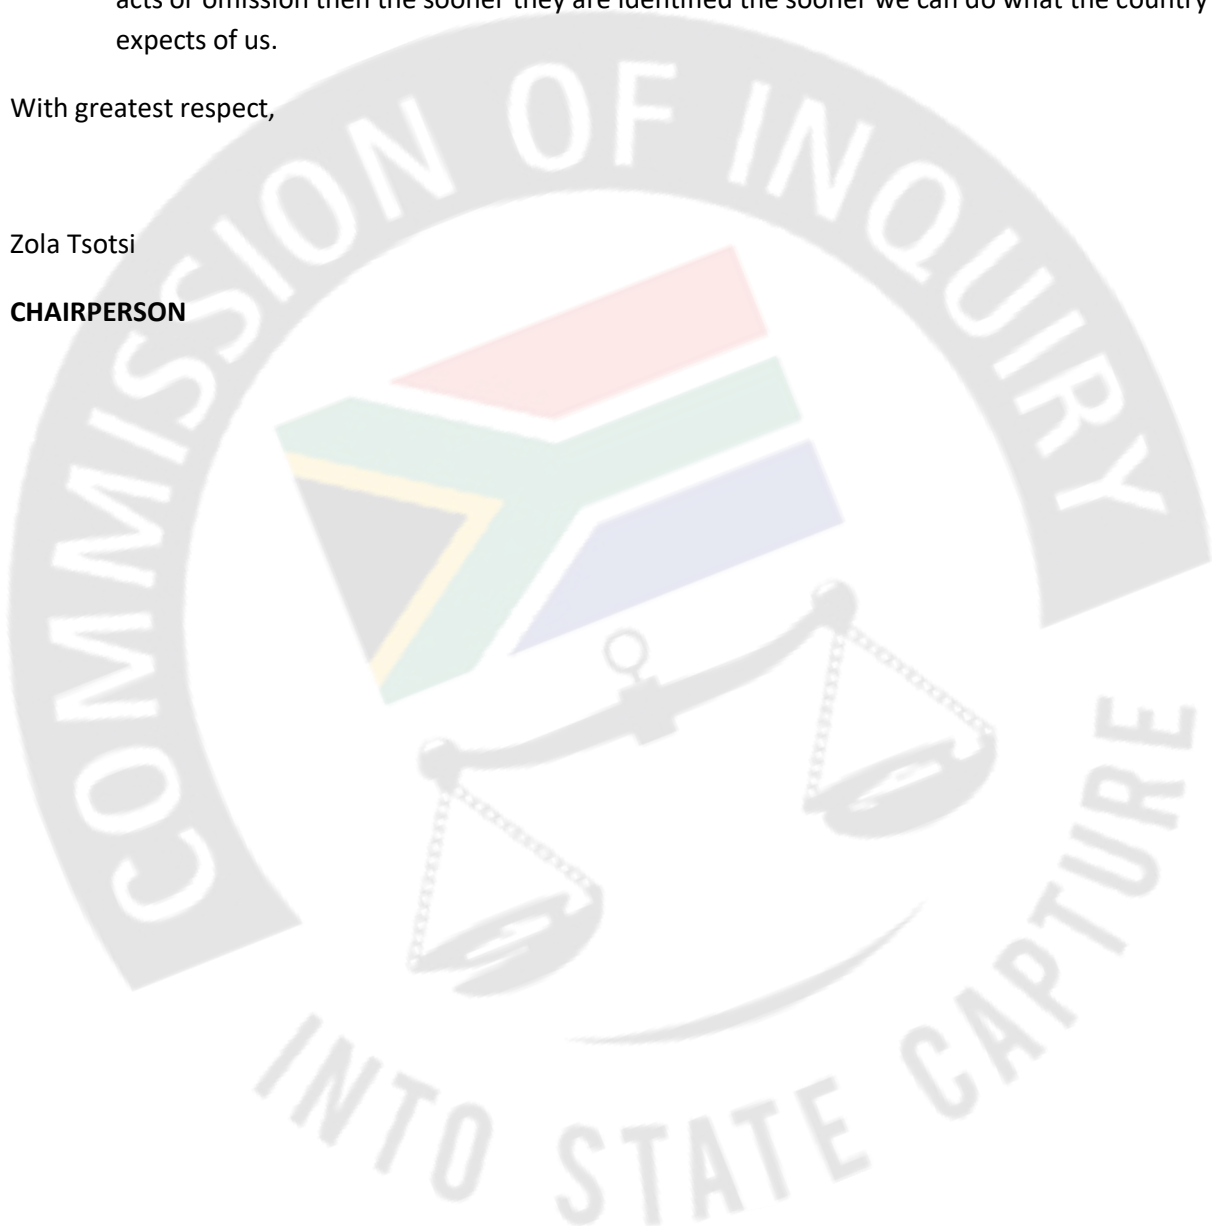 acts or omission then the sooner they are identified the sooner we can do what the country
expects of us.
With greatest respect,
Zola Tsotsi
CHAIRPERSON
COMMISSION OF INQUIRY
INTO STATE CAPTURE